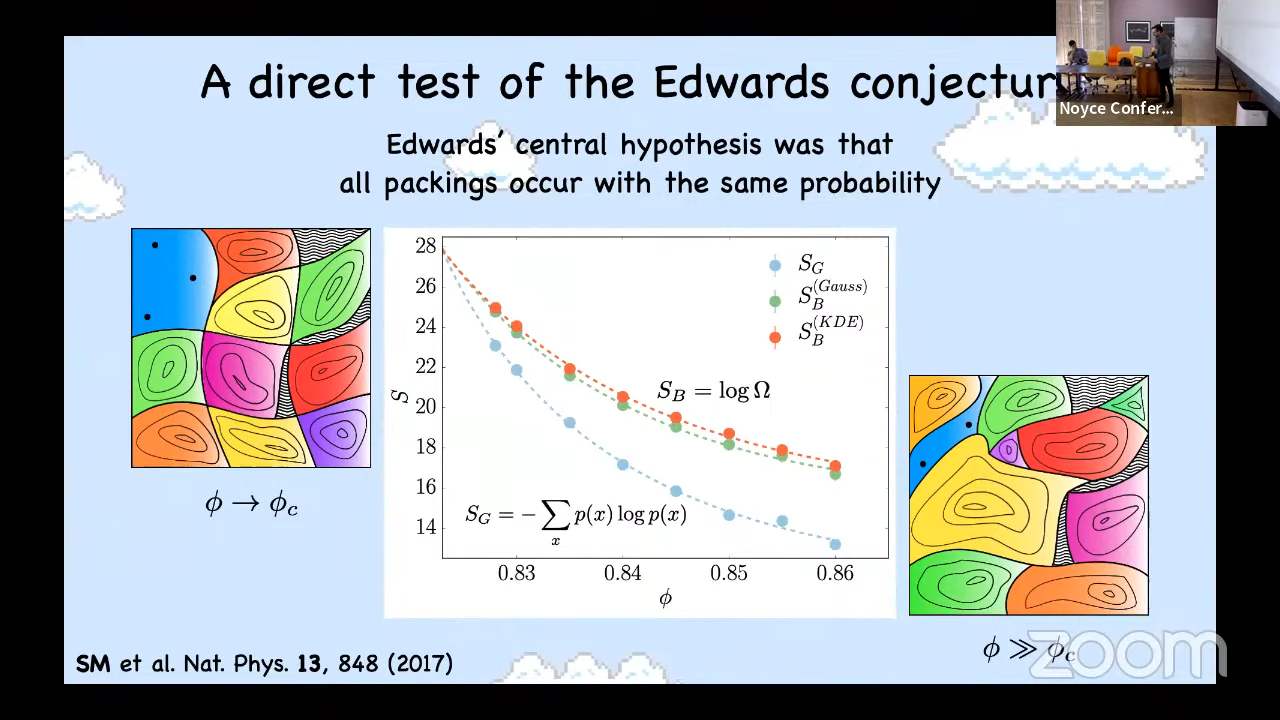 A direct test of the Edwards conjectur
Noyce Confer...
Edwards' central hypothesis was that
all packings occur with the same probability
28
26
24
22
20
18
16
14
S
S_G
S_B^(Gauss)
S_B^(KDE)
S_B = log Ω
S_G = − ∑_x p(x) log p(x)
0.83 0.84 0.85 0.86
ϕ
ϕ → ϕ_c
ϕ ≫ ϕ_c
zoom
SM et al. Nat. Phys. 13, 848 (2017)